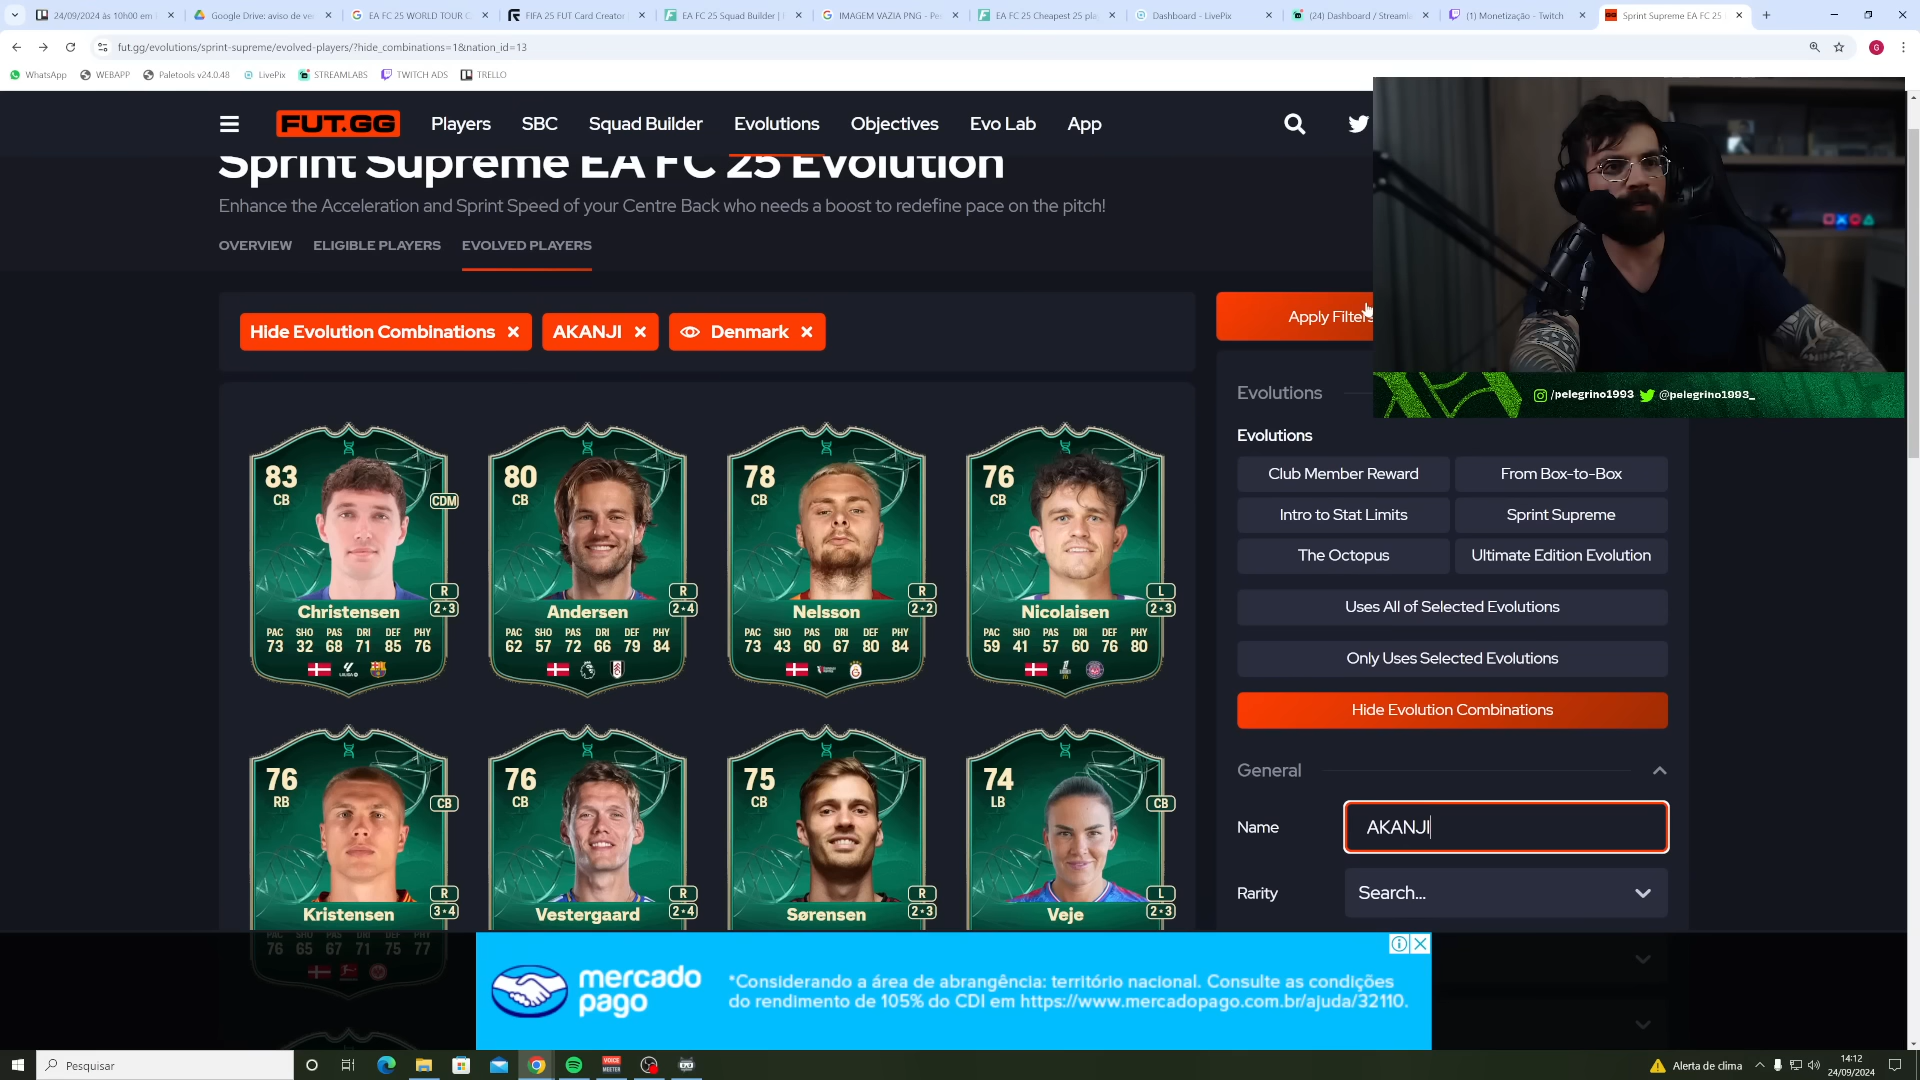 24/09/2024 às 10h00 em
Google Drive: aviso de ve
EA FC 25 WORLD TOUR C
FIFA 25 FUT Card Creator
EA FC 25 Squad Builder |
IMAGEM VAZIA PNG - Pe
EA FC 25 Cheapest 25 pla
Dashboard - LivePix
(24) Dashboard / Streaml
(1) Monetização - Twitch
Sprint Supreme EA FC 25
fut.gg/evolutions/sprint-supreme/evolved-players/?hide_combinations=1&nation_id=13
G
WhatsApp
WEBAPP
Paletools v24.0.48
LivePix
STREAMLABS
TWITCH ADS
TRELLO
FUT.GG
Players
SBC
Squad Builder
Evolutions
Objectives
Evo Lab
App
Sprint Supreme EA FC 25 Evolution
Enhance the Acceleration and Sprint Speed of your Centre Back who needs a boost to redefine pace on the pitch!
OVERVIEW
ELIGIBLE PLAYERS
EVOLVED PLAYERS
Hide Evolution Combinations
AKANJI
Denmark
83
CB
CDM
R
2 3
Christensen
PAC SHO PAS DRI DEF PHY
73 32 68 71 85 76
80
CB
R
2 4
Andersen
PAC SHO PAS DRI DEF PHY
62 57 72 66 79 84
78
CB
R
2 2
Nelsson
PAC SHO PAS DRI DEF PHY
73 43 60 67 80 84
76
CB
L
2 3
Nicolaisen
PAC SHO PAS DRI DEF PHY
59 41 57 60 76 80
76
RB
CB
R
3 4
Kristensen
76 65 67 71 75 77
76
CB
R
2 4
Vestergaard
75
CB
R
2 3
Sørensen
74
LB
CB
L
2 3
Veje
Apply Filters
/pelegrino1993
@pelegrino1993_
Evolutions
Evolutions
Club Member Reward
From Box-to-Box
Intro to Stat Limits
Sprint Supreme
The Octopus
Ultimate Edition Evolution
Uses All of Selected Evolutions
Only Uses Selected Evolutions
Hide Evolution Combinations
General
Name
AKANJI
Rarity
Search...
mercado
pago
*Considerando a área de abrangência: território nacional. Consulte as condições
do rendimento de 105% do CDI em https://www.mercadopago.com.br/ajuda/32110.
Pesquisar
VOICE
MEETER
Alerta de clima
14:12
24/09/2024